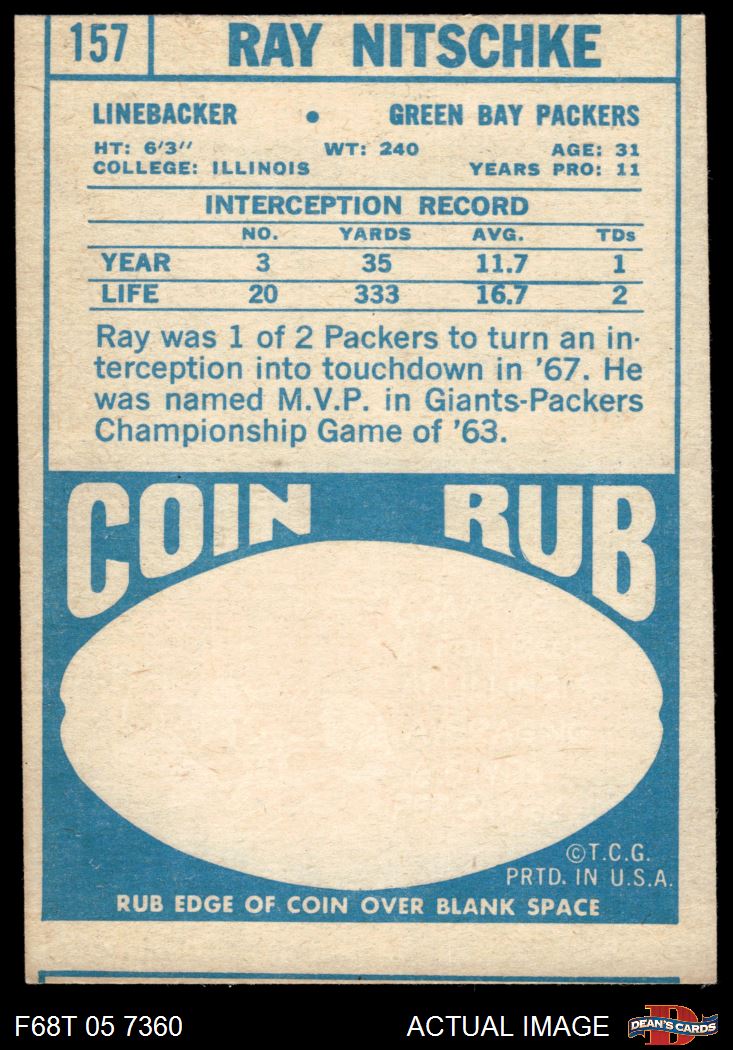 157 RAY NITSCHKE
LINEBACKER • GREEN BAY PACKERS
HT: 6'3" WT: 240 AGE: 31
COLLEGE: ILLINOIS YEARS PRO: 11
INTERCEPTION RECORD
NO. YARDS AVG. TDs
YEAR 3 35 11.7 1
LIFE 20 333 16.7 2
Ray was 1 of 2 Packers to turn an in-
terception into touchdown in '67. He
was named M.V.P. in Giants-Packers
Championship Game of '63.
COIN RUB
©T.C.G.
PRTD. IN U.S.A.
RUB EDGE OF COIN OVER BLANK SPACE
F68T 05 7360 ACTUAL IMAGE D DEAN'S CARDS